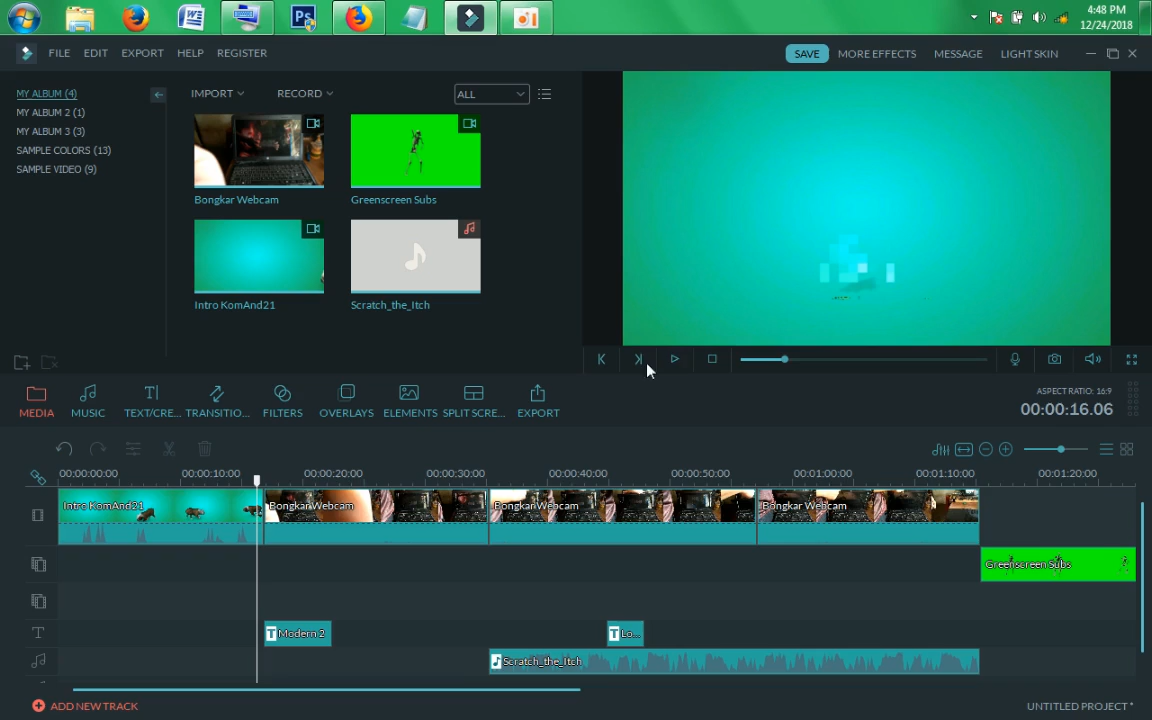 4:48 PM
12/24/2018
FILE EDIT EXPORT HELP REGISTER
SAVE MORE EFFECTS MESSAGE LIGHT SKIN
MY ALBUM (4)
MY ALBUM 2 (1)
MY ALBUM 3 (3)
SAMPLE COLORS (13)
SAMPLE VIDEO (9)
IMPORT RECORD ALL
Bongkar Webcam Greenscreen Subs
Intro KomAnd21 Scratch_the_Itch
MEDIA MUSIC TEXT/CRE... TRANSITIO... FILTERS OVERLAYS ELEMENTS SPLIT SCRE... EXPORT
ASPECT RATIO: 16:9
00:00:16.06
00:00:00:00 00:00:10:00 00:00:20:00 00:00:30:00 00:00:40:00 00:00:50:00 00:01:00:00 00:01:10:00 00:01:20:00
Intro KomAnd21 Bongkar Webcam Bongkar Webcam Bongkar Webcam
Greenscreen Subs
T T Modern 2 T Lo...
Scratch_the_Itch
ADD NEW TRACK
UNTITLED PROJECT *